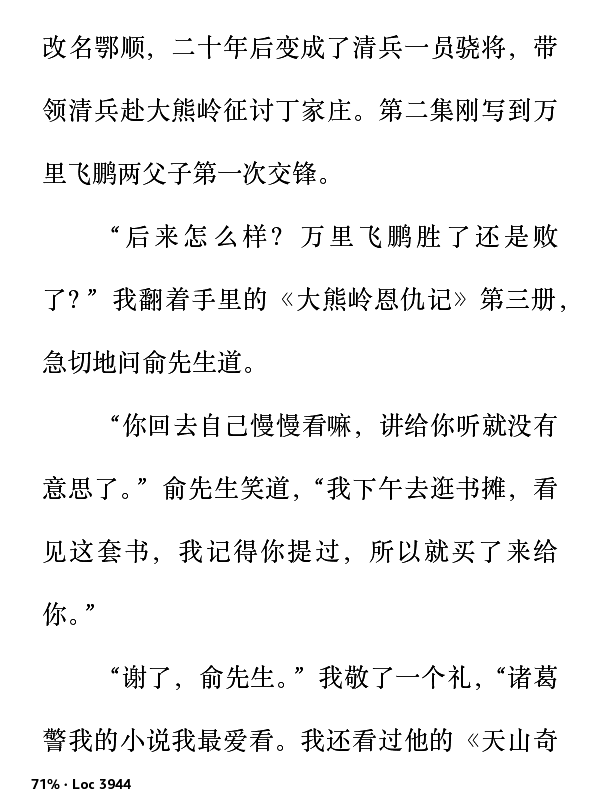 改名鄂顺，二十年后变成了清兵一员骁将，带
领清兵赴大熊岭征讨丁家庄。第二集刚写到万
里飞鹏两父子第一次交锋。
“后来怎么样？万里飞鹏胜了还是败
了？”我翻着手里的《大熊岭恩仇记》第三册，
急切地问俞先生道。
“你回去自己慢慢看嘛，讲给你听就没有
意思了。”俞先生笑道，“我下午去逛书摊，看
见这套书，我记得你提过，所以就买了来给
你。”
“谢了，俞先生。”我敬了一个礼，“诸葛
警我的小说我最爱看。我还看过他的《天山奇
71% · Loc 3944